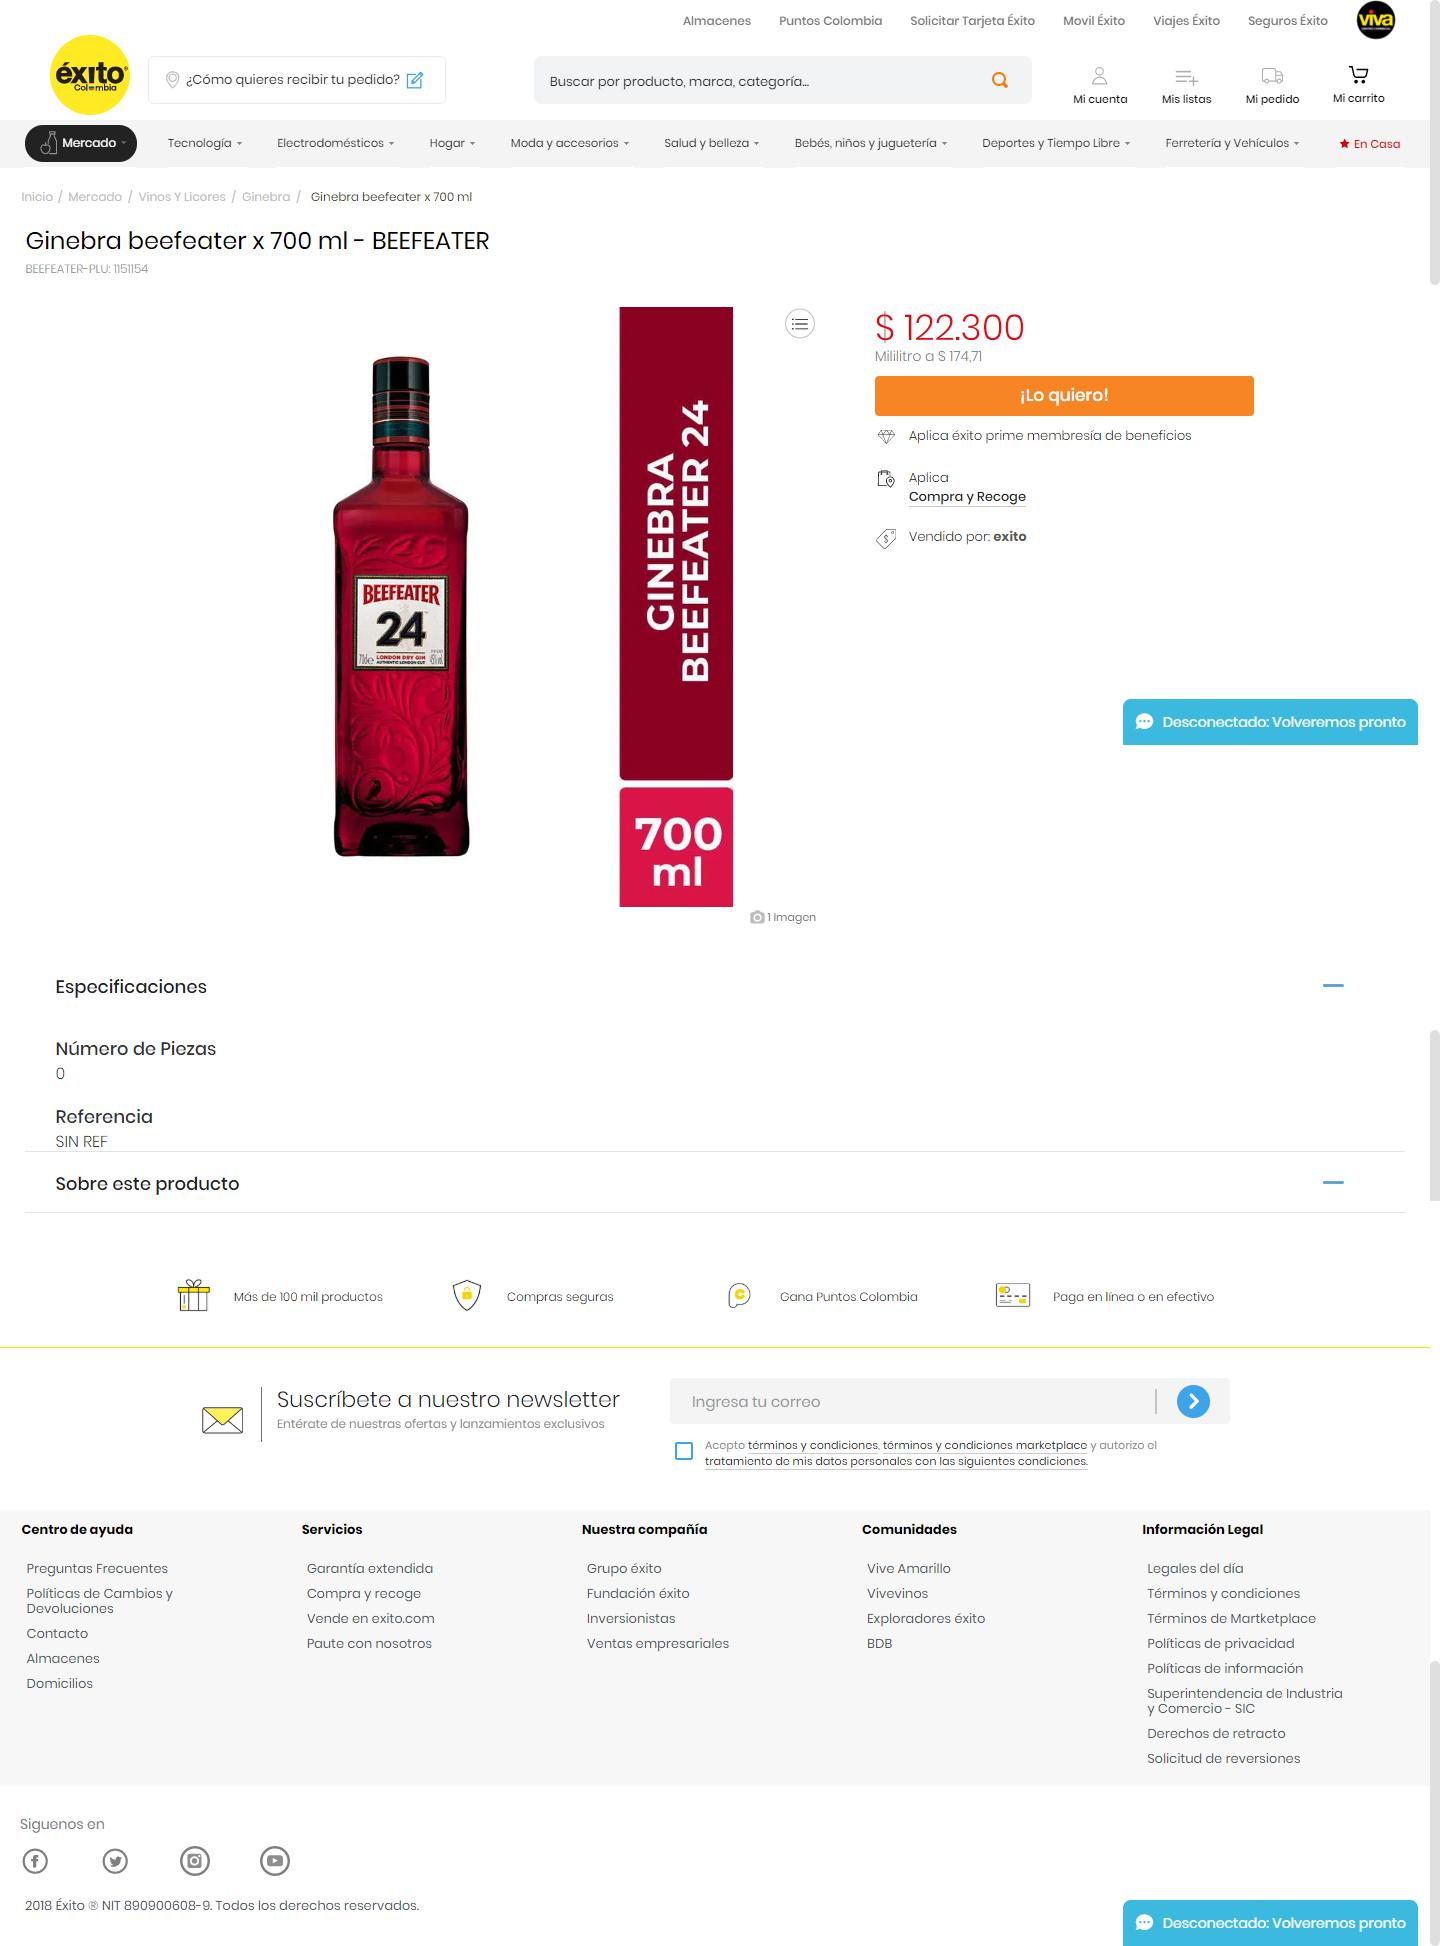 Almacenes Puntos Colombia Solicitar Tarjeta Éxito Movil Éxito Viajes Éxito Seguros Éxito viva
éxito
Colombia
¿Cómo quieres recibir tu pedido?
Buscar por producto, marca, categoría...
Mi cuenta Mis listas Mi pedido Mi carrito
Mercado Tecnología Electrodomésticos Hogar Moda y accesorios Salud y belleza Bebés, niños y juguetería Deportes y Tiempo Libre Ferretería y Vehículos En Casa
Inicio / Mercado / Vinos Y Licores / Ginebra / Ginebra beefeater x 700 ml
Ginebra beefeater x 700 ml - BEEFEATER
BEEFEATER-PLU: 1151154
BEEFEATER
24
LONDON DRY GIN
AUTHENTIC LONDON CUT
GINEBRA
BEEFEATER 24
700
ml
1 Imagen
$ 122.300
Mililitro a $ 174,71
¡Lo quiero!
Aplica éxito prime membresía de beneficios
Aplica
Compra y Recoge
Vendido por: exito
Desconectado: Volveremos pronto
Especificaciones
Número de Piezas
0
Referencia
SIN REF
Sobre este producto
Más de 100 mil productos Compras seguras Gana Puntos Colombia Paga en línea o en efectivo
Suscríbete a nuestro newsletter
Entérate de nuestras ofertas y lanzamientos exclusivos
Ingresa tu correo
Acepto términos y condiciones, términos y condiciones marketplace y autorizo el
tratamiento de mis datos personales con las siguientes condiciones.
Centro de ayuda
Preguntas Frecuentes
Políticas de Cambios y
Devoluciones
Contacto
Almacenes
Domicilios
Servicios
Garantía extendida
Compra y recoge
Vende en exito.com
Paute con nosotros
Nuestra compañía
Grupo éxito
Fundación éxito
Inversionistas
Ventas empresariales
Comunidades
Vive Amarillo
Vivevinos
Exploradores éxito
BDB
Información Legal
Legales del día
Términos y condiciones
Términos de Martketplace
Políticas de privacidad
Políticas de información
Superintendencia de Industria
y Comercio - SIC
Derechos de retracto
Solicitud de reversiones
Siguenos en
2018 Éxito ® NIT 890900608-9. Todos los derechos reservados.
Desconectado: Volveremos pronto